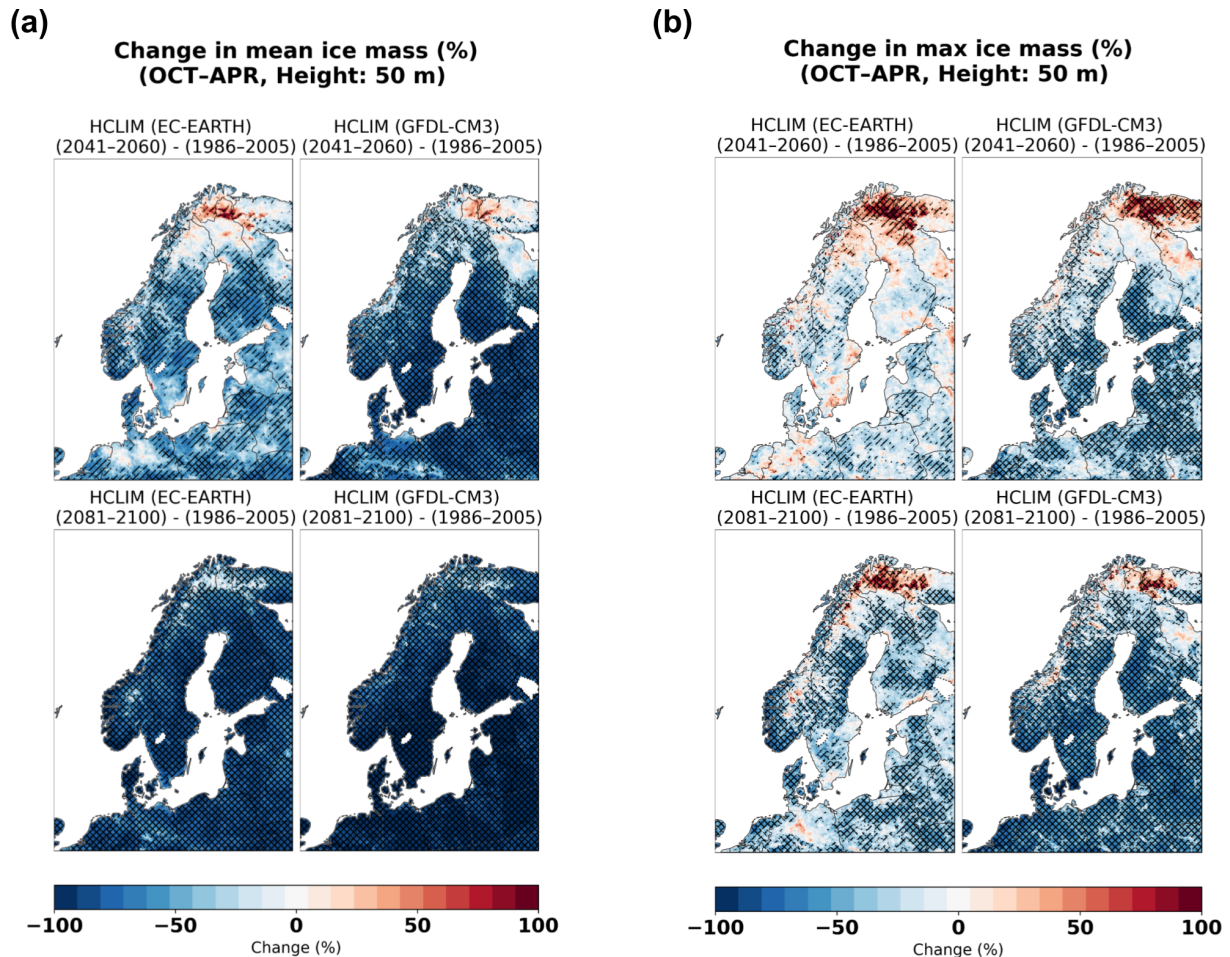 (a)
Change in mean ice mass (%)
(OCT–APR, Height: 50 m)
HCLIM (EC-EARTH)
(2041–2060) - (1986–2005)
HCLIM (GFDL-CM3)
(2041–2060) - (1986–2005)
HCLIM (EC-EARTH)
(2081–2100) - (1986–2005)
HCLIM (GFDL-CM3)
(2081–2100) - (1986–2005)
−100 −50 0 50 100
Change (%)
(b)
Change in max ice mass (%)
(OCT–APR, Height: 50 m)
HCLIM (EC-EARTH)
(2041–2060) - (1986–2005)
HCLIM (GFDL-CM3)
(2041–2060) - (1986–2005)
HCLIM (EC-EARTH)
(2081–2100) - (1986–2005)
HCLIM (GFDL-CM3)
(2081–2100) - (1986–2005)
−100 −50 0 50 100
Change (%)